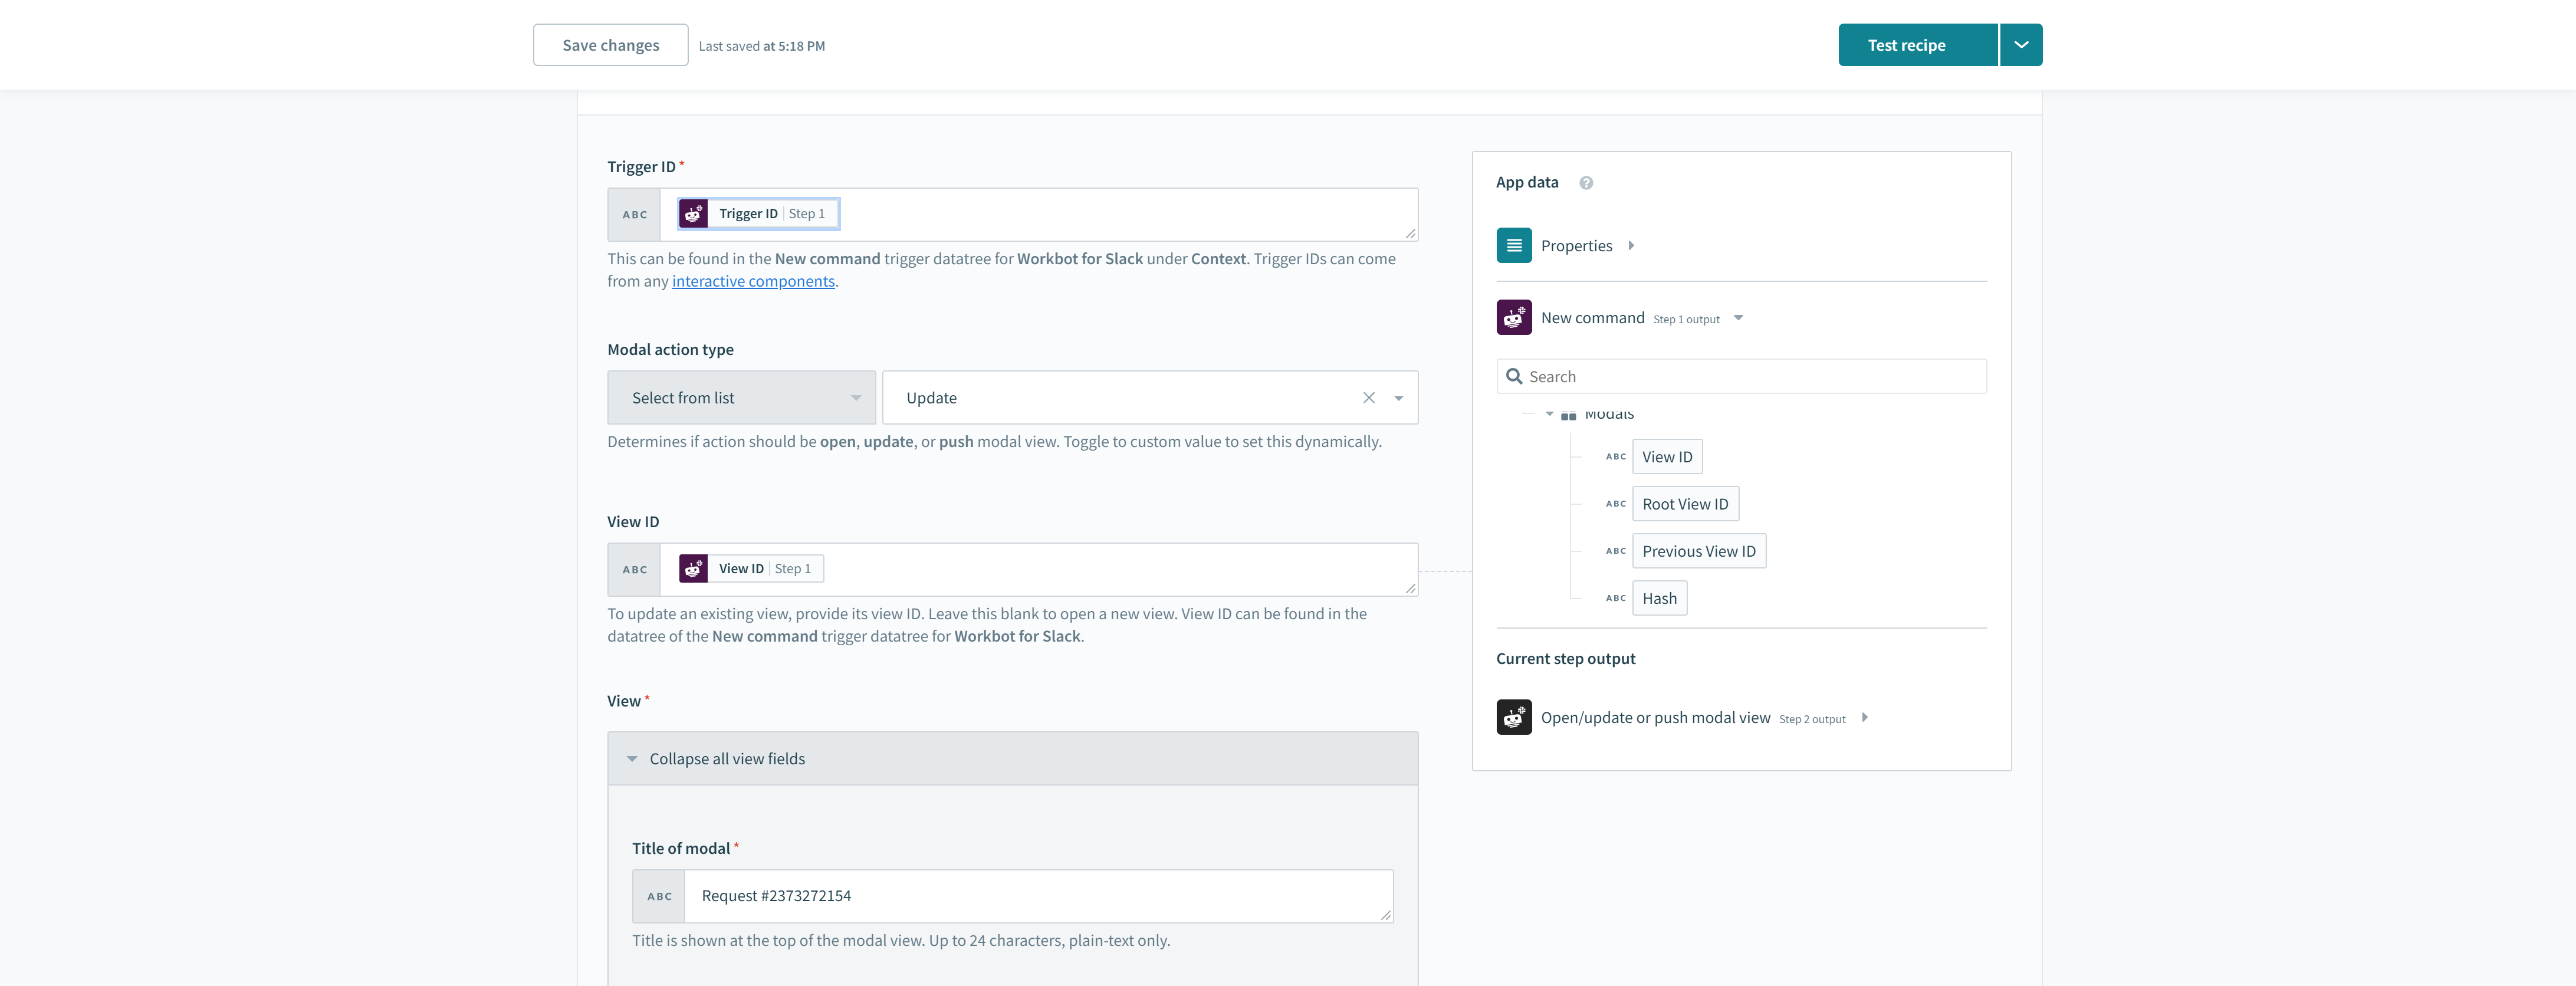 Save changes
Last saved at 5:18 PM
Test recipe
Trigger ID *
ABC
Trigger ID | Step 1
This can be found in the New command trigger datatree for Workbot for Slack under Context. Trigger IDs can come
from any interactive components.
Modal action type
Select from list
Update
Determines if action should be open, update, or push modal view. Toggle to custom value to set this dynamically.
View ID
ABC
View ID | Step 1
To update an existing view, provide its view ID. Leave this blank to open a new view. View ID can be found in the
datatree of the New command trigger datatree for Workbot for Slack.
View *
Collapse all view fields
Title of modal *
ABC
Request #2373272154
Title is shown at the top of the modal view. Up to 24 characters, plain-text only.
App data ?
Properties
New command Step 1 output
Search
Modals
ABC View ID
ABC Root View ID
ABC Previous View ID
ABC Hash
Current step output
Open/update or push modal view Step 2 output